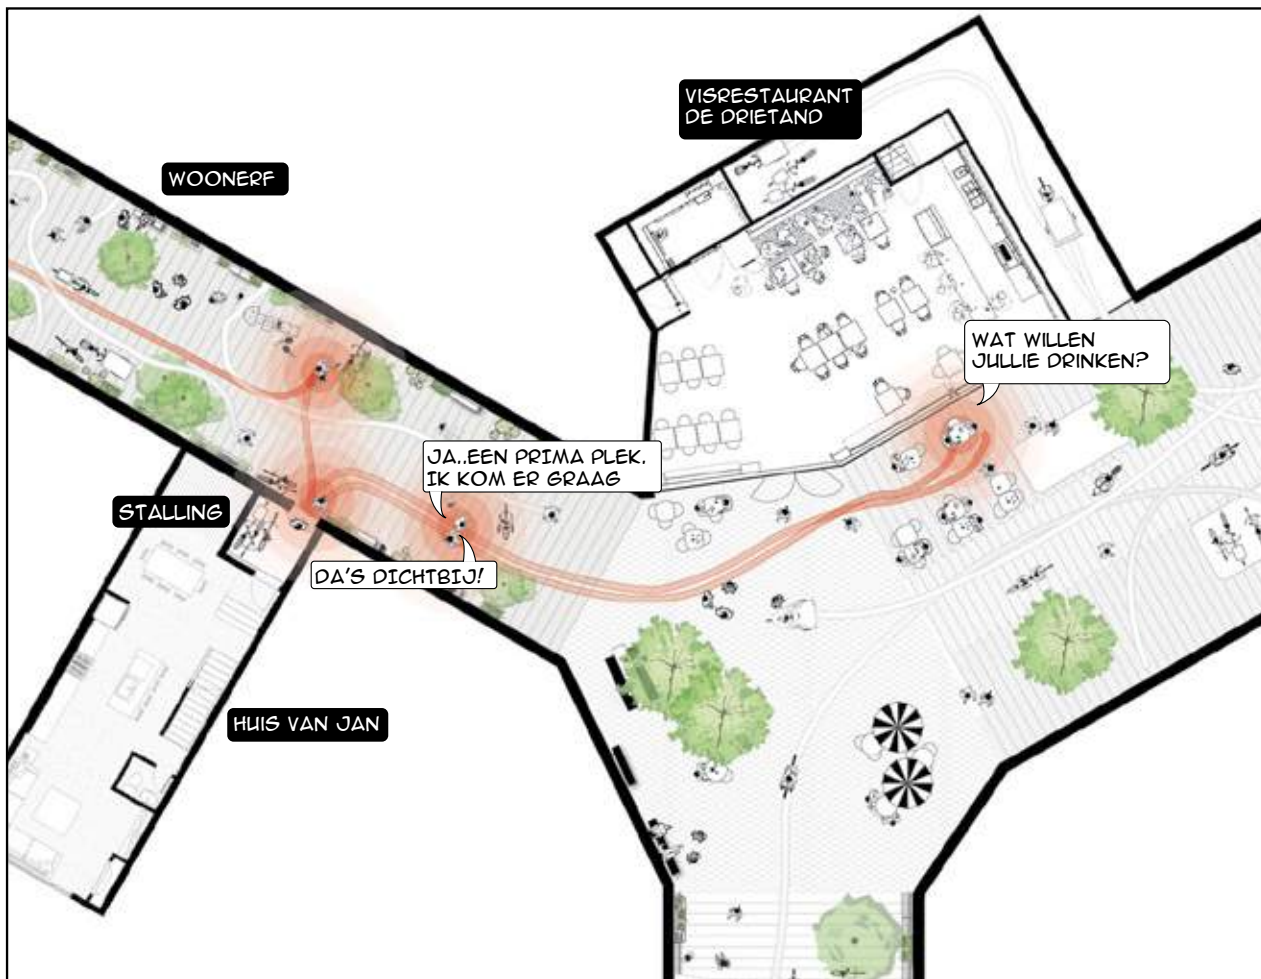 VISRESTAURANT
DE DRIETAND
WOONERF
WAT WILLEN
JULLIE DRINKEN?
JA..EEN PRIMA PLEK,
IK KOM ER GRAAG
STALLING
DA'S DICHTBIJ!
HUIS VAN JAN